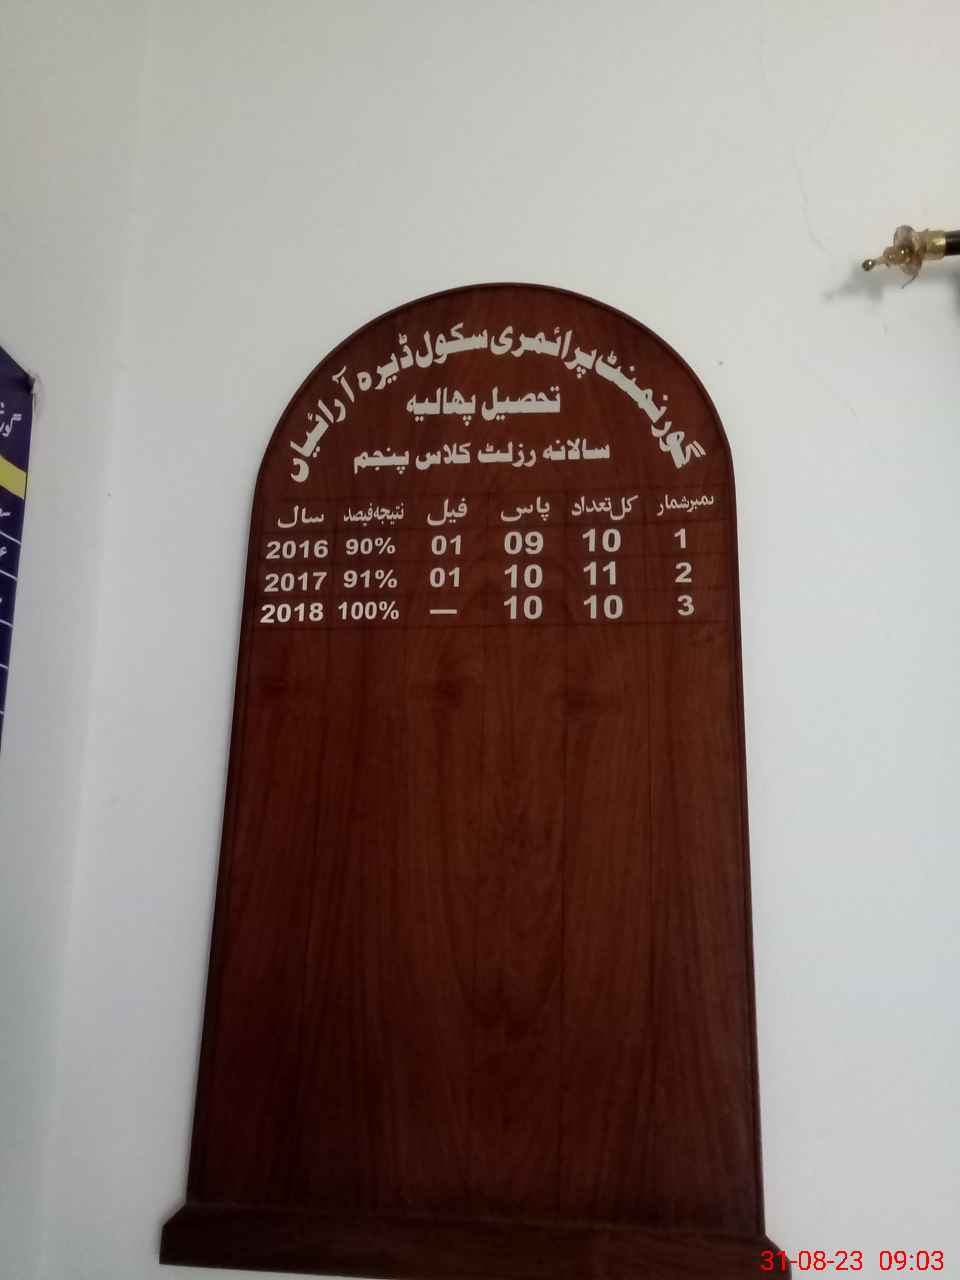 گورنمنٹ پرائمری سکول ڈیرہ آرائیاں
تحصیل پھالیہ
سالانہ رزلٹ کلاس پنجم
نمبرشمار کل تعداد پاس فیل نتیجہ فیصد سال
1 10 09 01 90% 2016
2 11 10 01 91% 2017
3 10 10 — 100% 2018
31-08-23 09:03